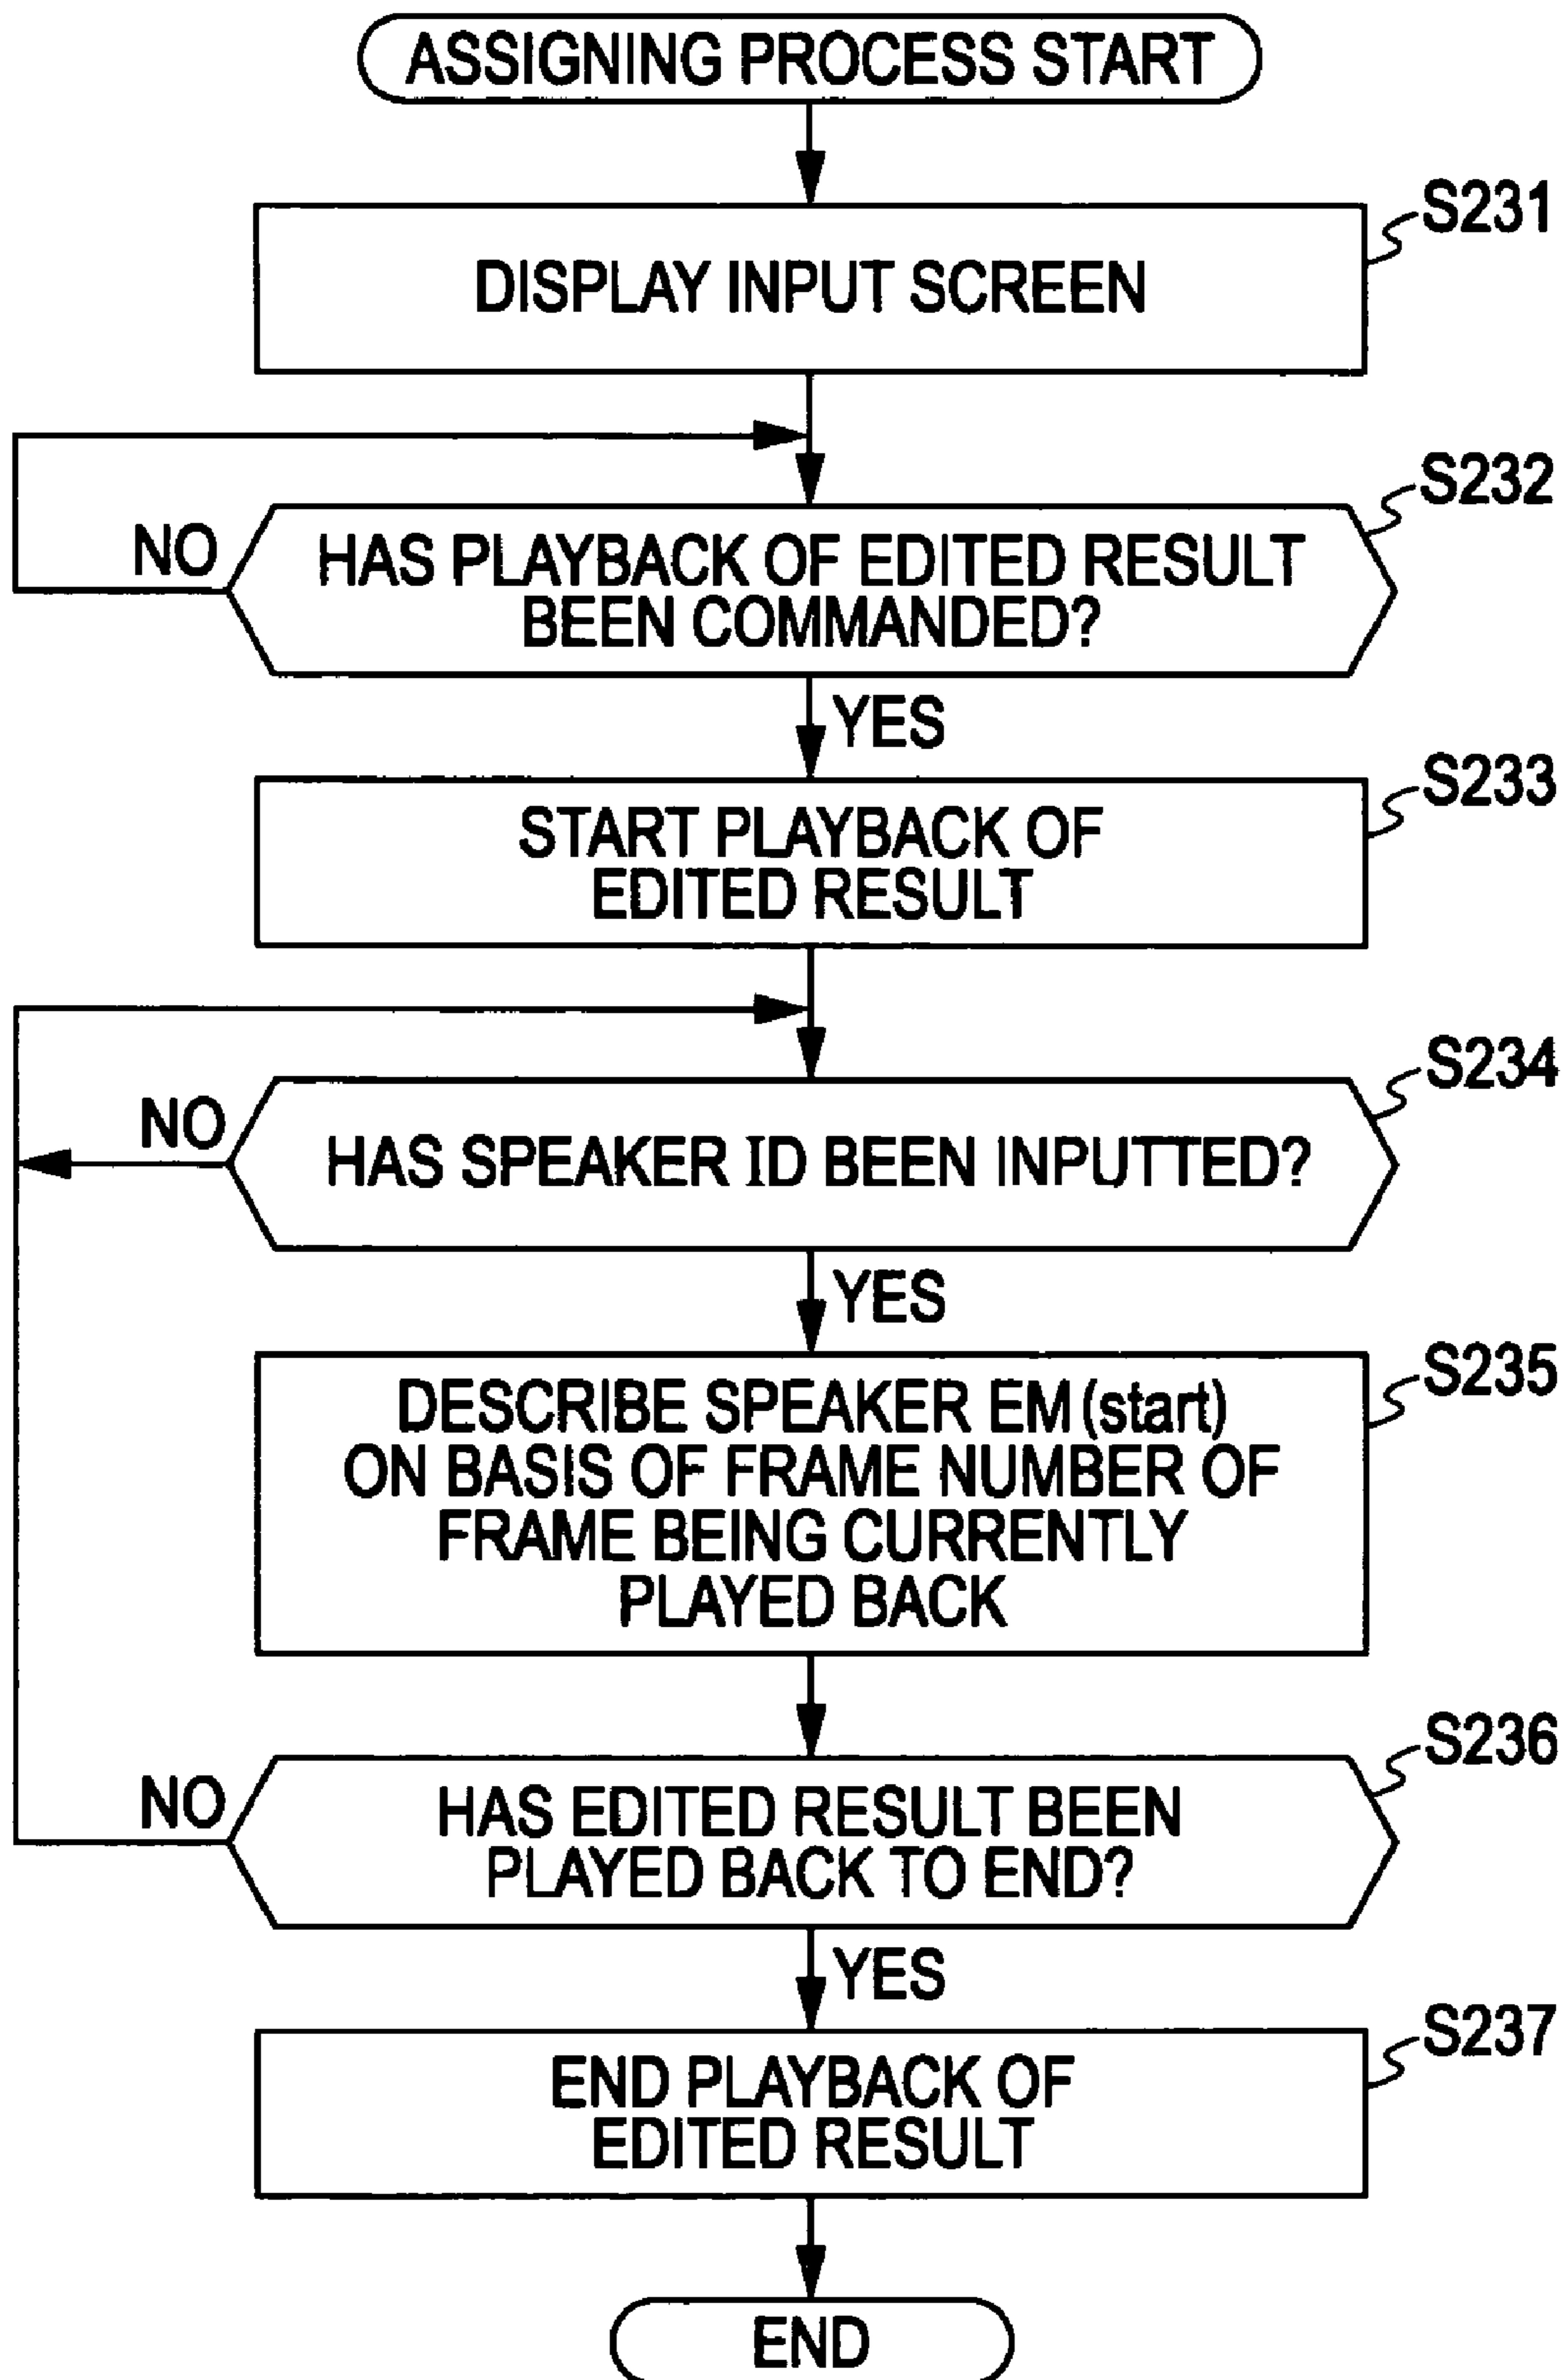 ASSIGNING PROCESS START
S231
DISPLAY INPUT SCREEN
S232
NO
HAS PLAYBACK OF EDITED RESULT
BEEN COMMANDED?
YES
S233
START PLAYBACK OF
EDITED RESULT
S234
NO
HAS SPEAKER ID BEEN INPUTTED?
YES
S235
DESCRIBE SPEAKER EM (start)
ON BASIS OF FRAME NUMBER OF
FRAME BEING CURRENTLY
PLAYED BACK
S236
NO
HAS EDITED RESULT BEEN
PLAYED BACK TO END?
YES
S237
END PLAYBACK OF
EDITED RESULT
END